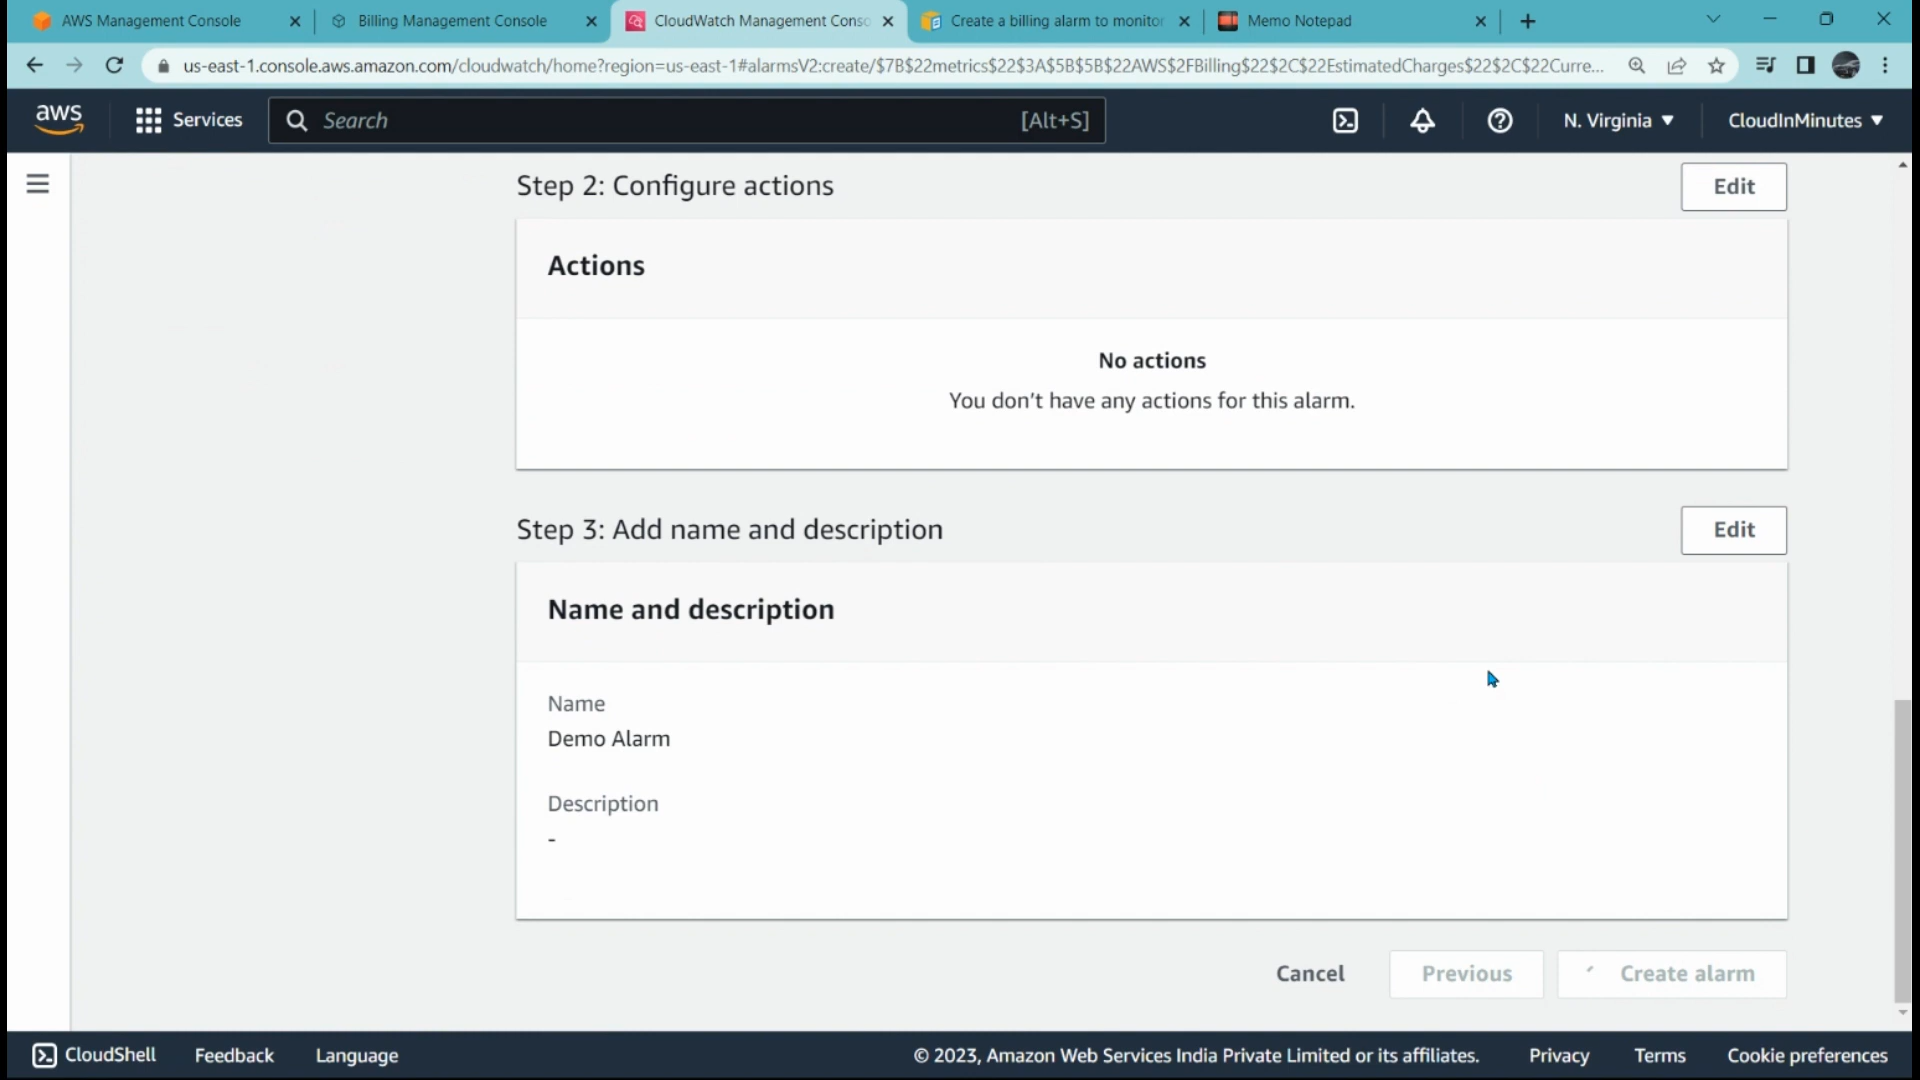 AWS Management Console
Billing Management Console
CloudWatch Management Conso
Create a billing alarm to monitor
Memo Notepad
us-east-1.console.aws.amazon.com/cloudwatch/home?region=us-east-1#alarmsV2:create/$7B$22metrics$22$3A$5B$5B$22AWS$2FBilling$22$2C$22EstimatedCharges$22$2C$22Curre...
aws
Services
Search
[Alt+S]
N. Virginia
CloudInMinutes
Step 2: Configure actions
Edit
Actions
No actions
You don't have any actions for this alarm.
Step 3: Add name and description
Edit
Name and description
Name
Demo Alarm
Description
-
Cancel
Previous
Create alarm
CloudShell
Feedback
Language
© 2023, Amazon Web Services India Private Limited or its affiliates.
Privacy
Terms
Cookie preferences